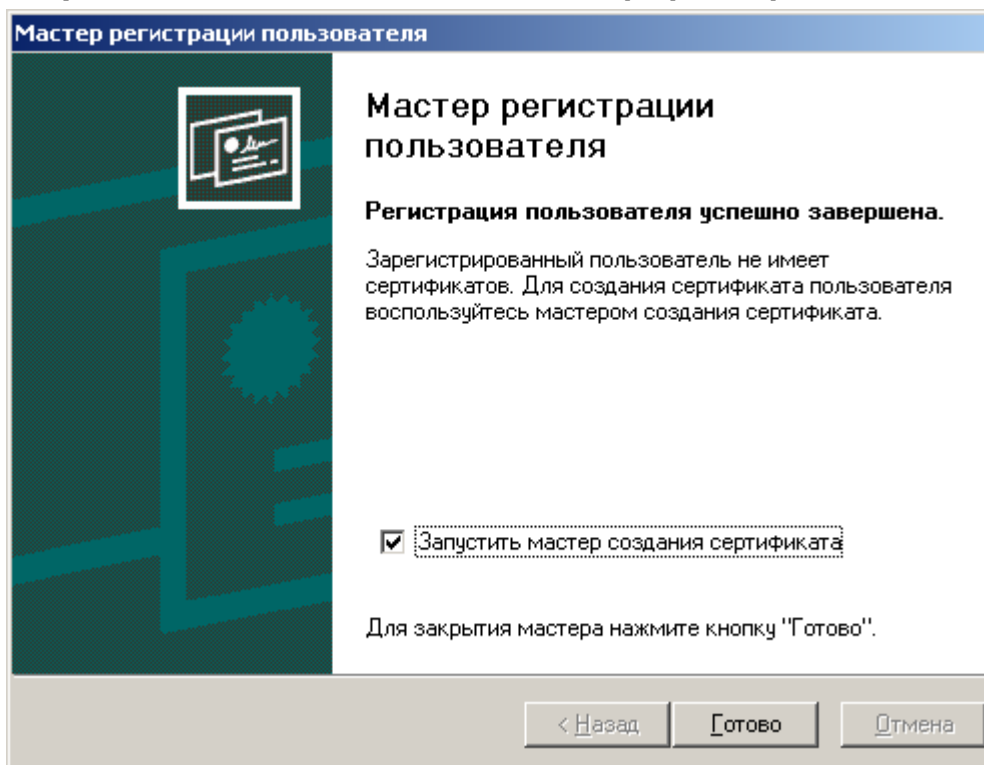 Мастер регистрации пользователя
Мастер регистрации
пользователя
Регистрация пользователя успешно завершена.
Зарегистрированный пользователь не имеет
сертификатов. Для создания сертификата пользователя
воспользуйтесь мастером создания сертификата.
Запустить мастер создания сертификата
Для закрытия мастера нажмите кнопку "Готово".
< Назад Готово Отмена